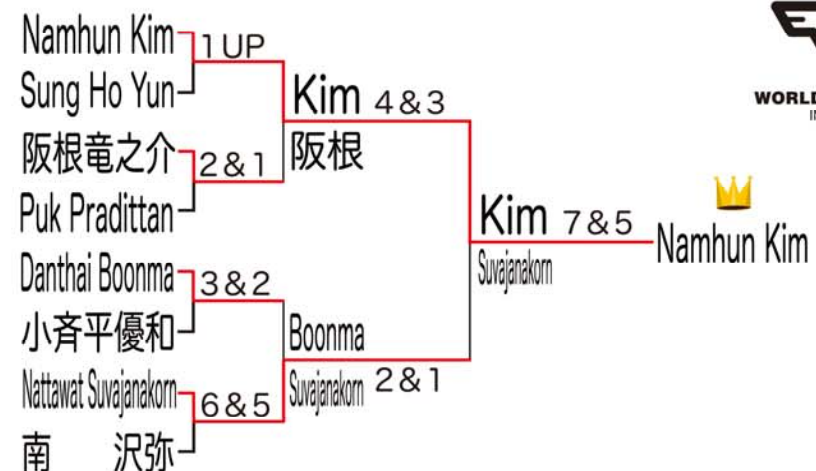 Namhun Kim
1UP
Sung Ho Yun
Kim 4&3
阪根竜之介
2&1
阪根
Puk Pradittan
Kim 7&5
Namhun Kim
Suvajanakorn
Danthai Boonma
3&2
小斉平優和
Boonma
Nattawat Suvajanakorn
6&5
Suvajanakorn 2&1
南 沢弥
WORLD